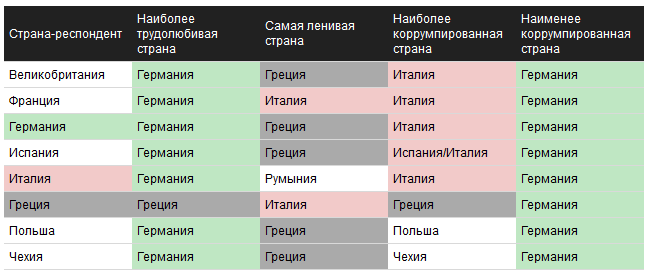 Страна-респондент Наиболее трудолюбивая страна Самая ленивая страна Наиболее коррумпированная страна Наименее коррумпированная страна
Великобритания Германия Греция Италия Германия
Франция Германия Италия Италия Германия
Германия Германия Греция Италия Германия
Испания Германия Греция Испания/Италия Германия
Италия Германия Румыния Италия Германия
Греция Греция Италия Греция Германия
Польша Германия Греция Польша Германия
Чехия Германия Греция Чехия Германия